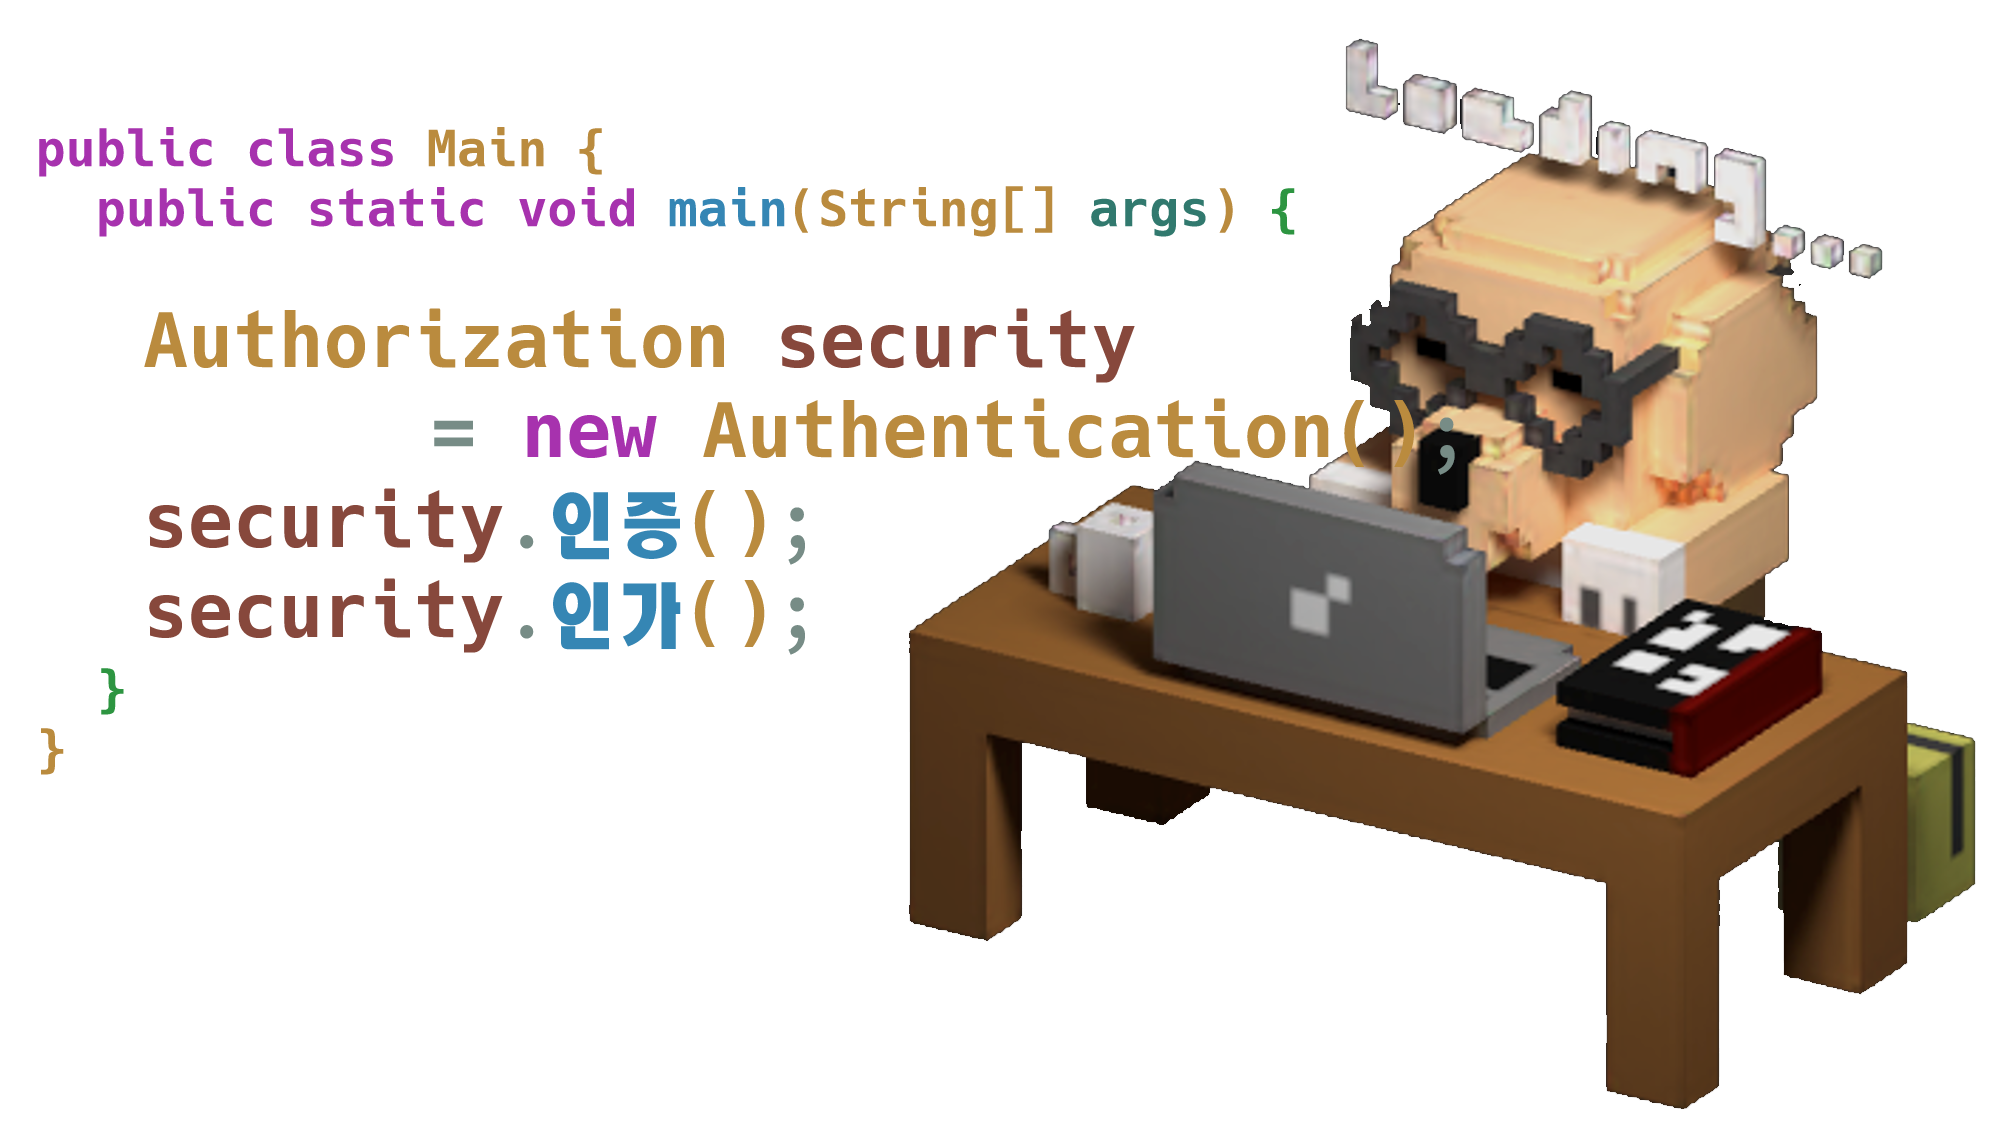 Loading...
public class Main {
public static void main(String[] args) {
Authorization security
= new Authentication();
security.인증();
security.인가();
}
}